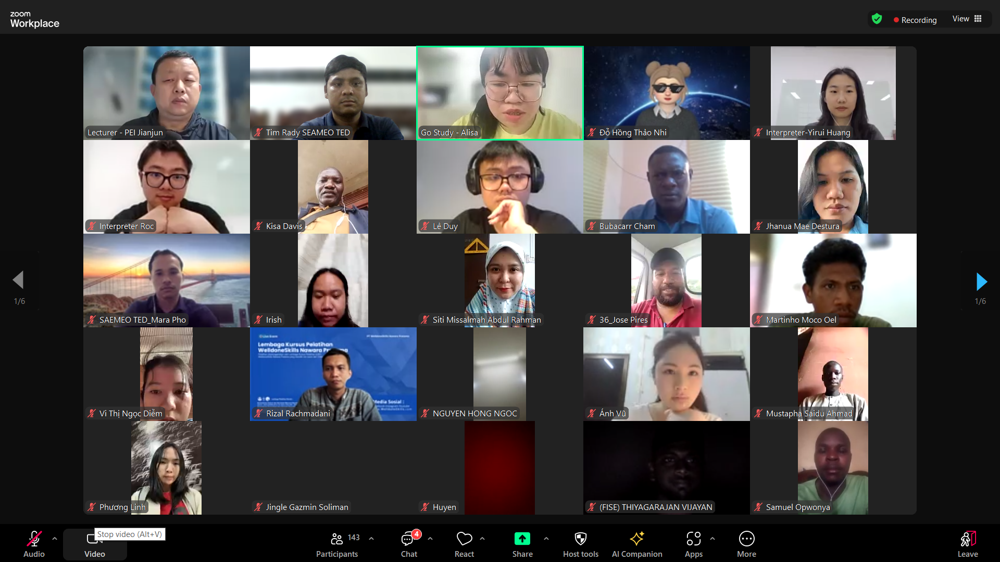 zoom
Workplace
Recording
View
Lecturer - PEI Jianjun
Tim Rady SEAMEO TED
Go Study - Alisa
Đỗ Hồng Thảo Nhi
Interpreter-Yirui Huang
Interpreter Roc
Kisa Davis
Lê Duy
Bubacarr Cham
Jhanua Mae Destura
SAEMEO TED_Mara Pho
Irish
Siti Missalmah Abdul Rahman
36_Jose Pires
Martinho Moco Oel
1/6
1/6
Lembaga Kursus Pelatihan
WelldoneSkills Nawara
Media Sosial :
Vi Thị Ngọc Diễm
Rizal Rachmadani
NGUYEN HONG NGOC
Ánh Vũ
Mustapha Saidu Ahmad
Phương Linh
Jingle Gazmin Soliman
Huyen
(FISE) THIYAGARAJAN VIJAYAN
Samuel Opwonya
Stop video (Alt+V)
143
4
Audio
Video
Participants
Chat
React
Share
Host tools
AI Companion
Apps
More
Leave